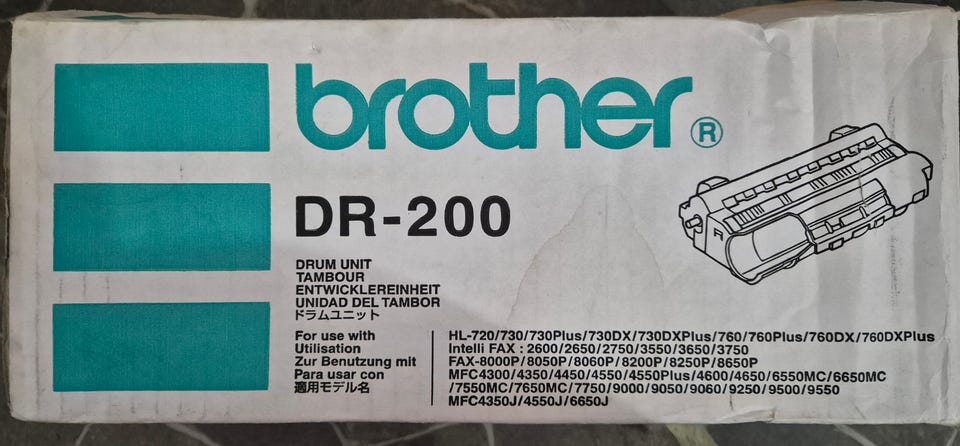 brother®
DR-200
DRUM UNIT
TAMBOUR
ENTWICKLEREINHEIT
UNIDAD DEL TAMBOR
ドラムユニット
For use with
Utilisation
Zur Benutzung mit
Para usar con
適用モデル名
HL-720/730/730Plus/730DX/730DXPlus/760/760Plus/760DX/760DXPlus
Intelli FAX : 2600/2650/2750/3550/3650/3750
FAX-8000P/8050P/8060P/8200P/8250P/8650P
MFC4300/4350/4450/4550/4550Plus/4600/4650/6550MC/6650MC
/7550MC/7650MC/7750/9000/9050/9060/9250/9500/9550
MFC4350J/4550J/6650J